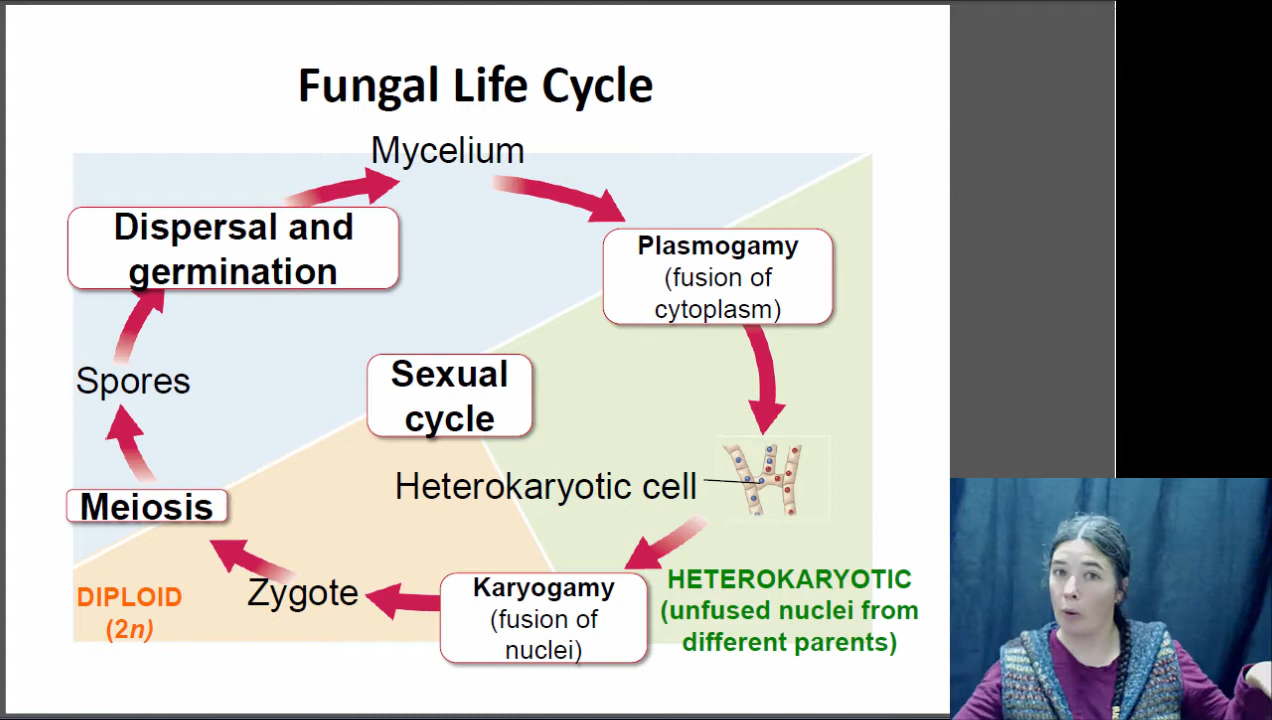 Fungal Life Cycle
Mycelium
Dispersal and
germination
Plasmogamy
(fusion of
cytoplasm)
Spores
Sexual
cycle
Heterokaryotic cell
Meiosis
Zygote
Karyogamy
(fusion of
nuclei)
HETEROKARYOTIC
(unfused nuclei from
different parents)
DIPLOID
(2n)